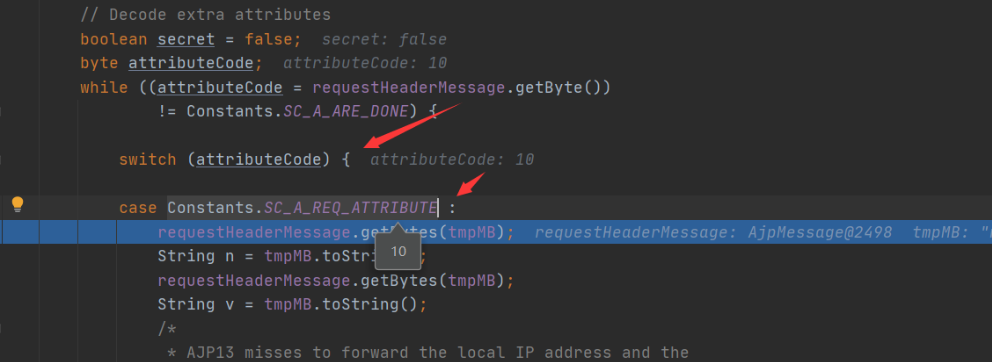 // Decode extra attributes
boolean secret = false; secret: false
byte attributeCode; attributeCode: 10
while ((attributeCode = requestHeaderMessage.getByte())
!= Constants.SC_A_ARE_DONE) {
switch (attributeCode) { attributeCode: 10
case Constants.SC_A_REQ_ATTRIBUTE :
requestHeaderMessage.getBytes(tmpMB); requestHeaderMessage: AjpMessage@2498 tmpMB:
10
String n = tmpMB.toStri
requestHeaderMessage.getBytes(tmpMB);
String v = tmpMB.toString();
/*
* AJP13 misses to forward the local IP address and the